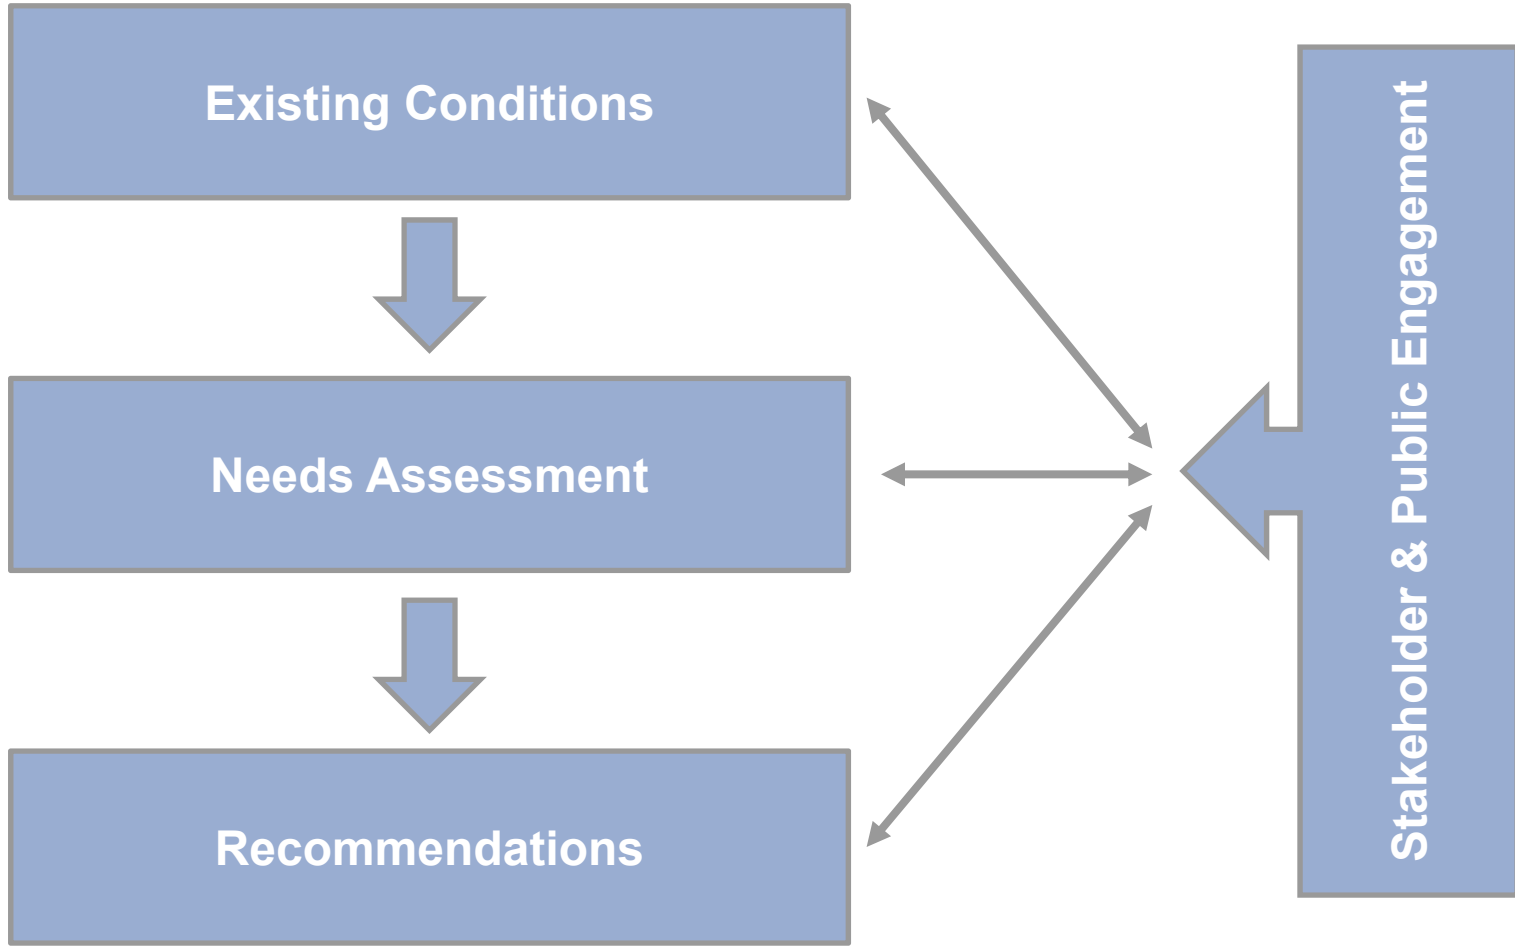 Existing Conditions
Needs Assessment
Recommendations
Stakeholder & Public Engagement